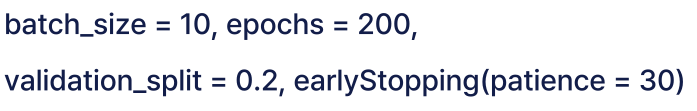 batch_size = 10, epochs = 200,
validation_split = 0.2, earlyStopping(patience = 30)